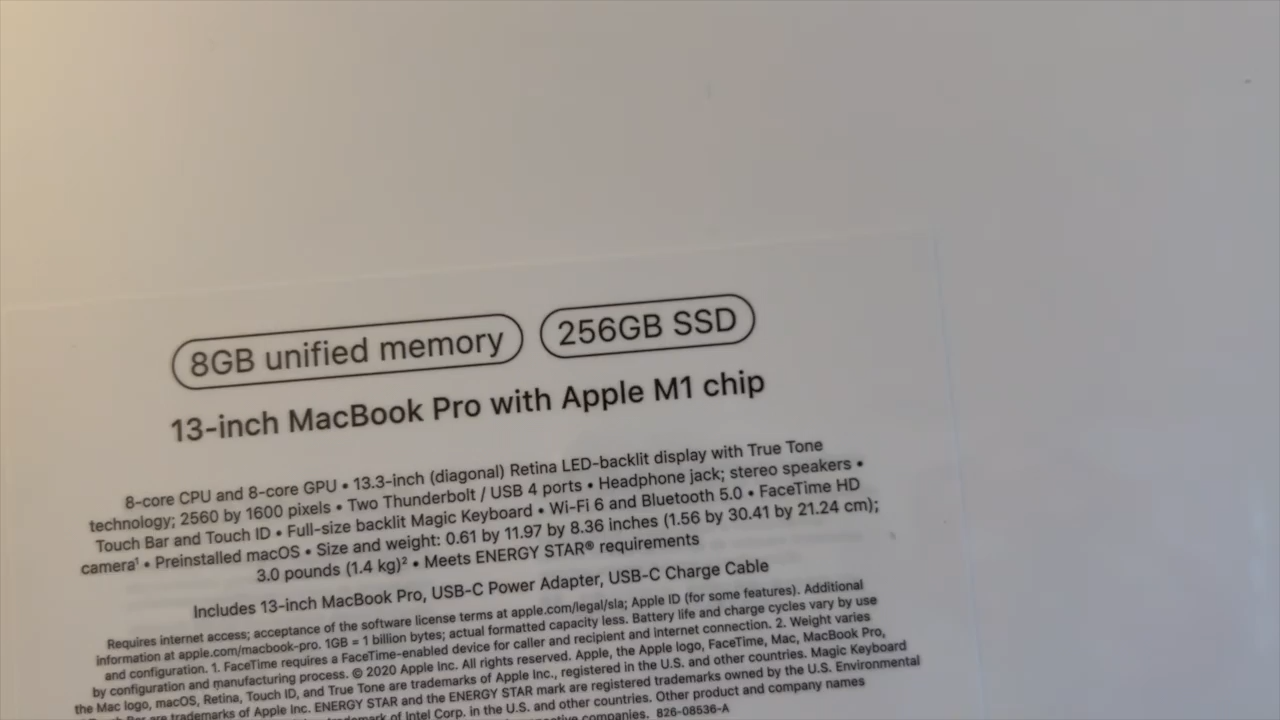 8GB unified memory 256GB SSD
13-inch MacBook Pro with Apple M1 chip
8-core CPU and 8-core GPU • 13.3-inch (diagonal) Retina LED-backlit display with True Tone
technology; 2560 by 1600 pixels • Two Thunderbolt / USB 4 ports • Headphone jack; stereo speakers •
Touch Bar and Touch ID • Full-size backlit Magic Keyboard • Wi-Fi 6 and Bluetooth 5.0 • FaceTime HD
camera¹ • Preinstalled macOS • Size and weight: 0.61 by 11.97 by 8.36 inches (1.56 by 30.41 by 21.24 cm);
3.0 pounds (1.4 kg)² • Meets ENERGY STAR® requirements
Includes 13-inch MacBook Pro, USB-C Power Adapter, USB-C Charge Cable
Requires internet access; acceptance of the software license terms at apple.com/legal/sla; Apple ID (for some features). Additional
information at apple.com/macbook-pro. 1GB = 1 billion bytes; actual formatted capacity less. Battery life and charge cycles vary by use
and configuration. 1. FaceTime requires a FaceTime-enabled device for caller and recipient and internet connection. 2. Weight varies
by configuration and manufacturing process. © 2020 Apple Inc. All rights reserved. Apple, the Apple logo, FaceTime, Mac, MacBook Pro,
the Mac logo, macOS, Retina, Touch ID, and True Tone are trademarks of Apple Inc., registered in the U.S. and other countries. Magic Keyboard
Bar are trademarks of Apple Inc. ENERGY STAR and the ENERGY STAR mark are registered trademarks owned by the U.S. Environmental
of Intel Corp. in the U.S. and other countries. Other product and company names
companies. 826-08536-A